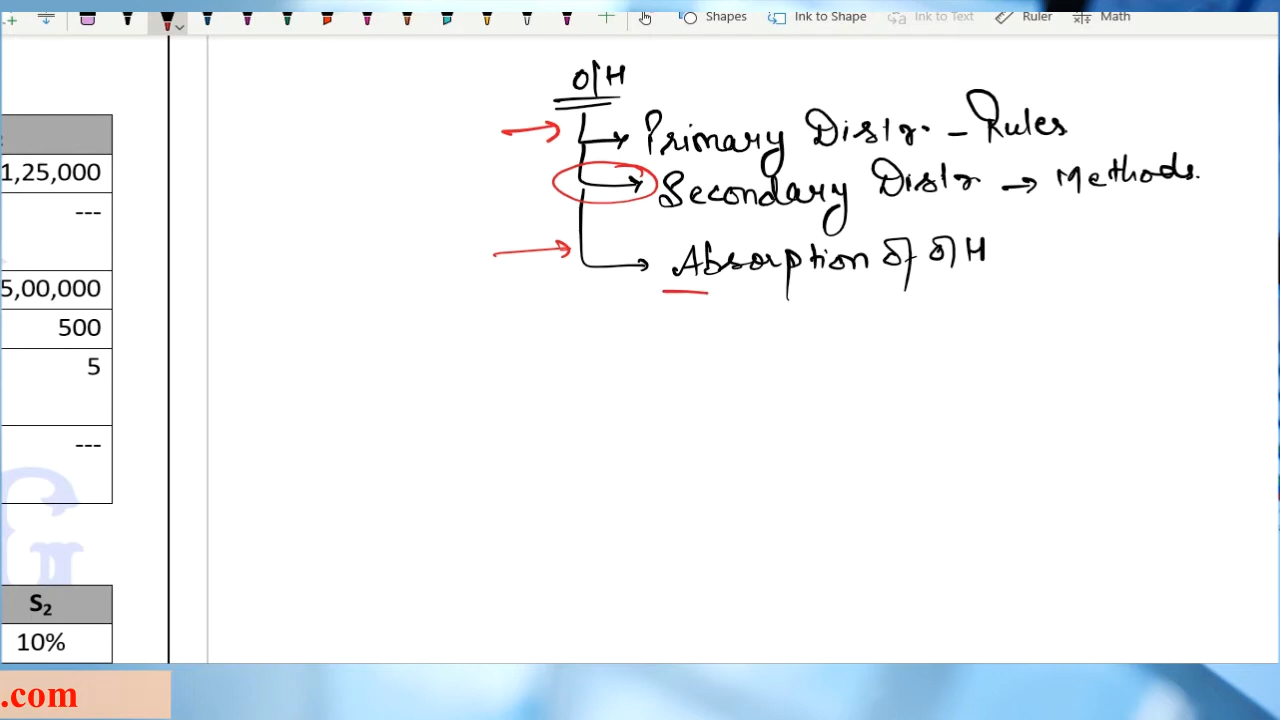 Shapes Ink to Shape Ink to Text Ruler Math
O/H
Primary Distr. - Rules
Secondary Distr → Methods.
Absorption of O/H
1,25,000
---
5,00,000
500
5
---
S₂
10%
.com